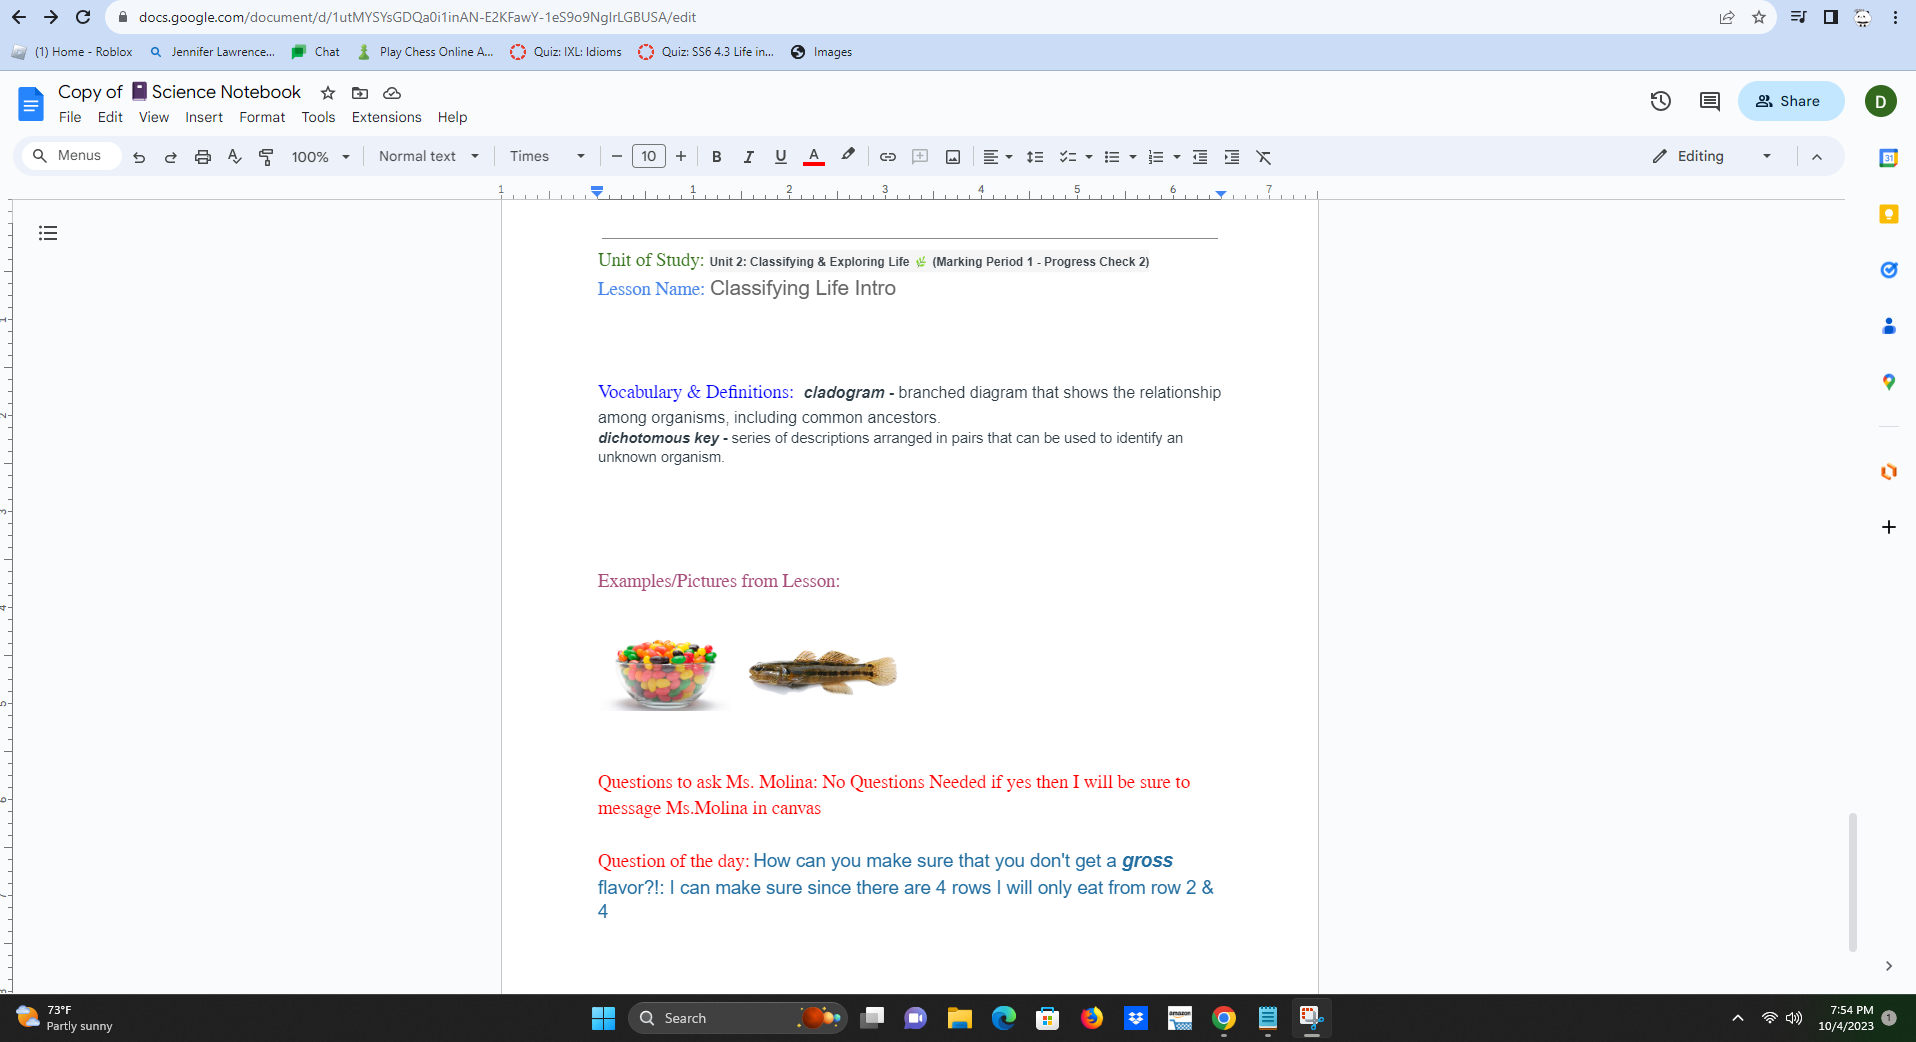 docs.google.com/document/d/1utMYSYsGDQa0i1inAN-E2KFawY-1eS9o9NgIrLGBUSA/edit
(1) Home - Roblox Jennifer Lawrence... Chat Play Chess Online A... Quiz: IXL: Idioms Quiz: SS6 4.3 Life in... Images
Copy of Science Notebook
Share
D
File Edit View Insert Format Tools Extensions Help
Menus 100% Normal text Times 10 B I U A Editing
1 1 2 3 4 5 6 7
Unit of Study: Unit 2: Classifying & Exploring Life (Marking Period 1 - Progress Check 2)
Lesson Name: Classifying Life Intro
Vocabulary & Definitions: cladogram - branched diagram that shows the relationship
among organisms, including common ancestors.
dichotomous key - series of descriptions arranged in pairs that can be used to identify an
unknown organism.
Examples/Pictures from Lesson:
Questions to ask Ms. Molina: No Questions Needed if yes then I will be sure to
message Ms.Molina in canvas
Question of the day: How can you make sure that you don't get a gross
flavor?!: I can make sure since there are 4 rows I will only eat from row 2 &
4
73°F
Partly sunny
Search
amazon
7:54 PM
10/4/2023
1